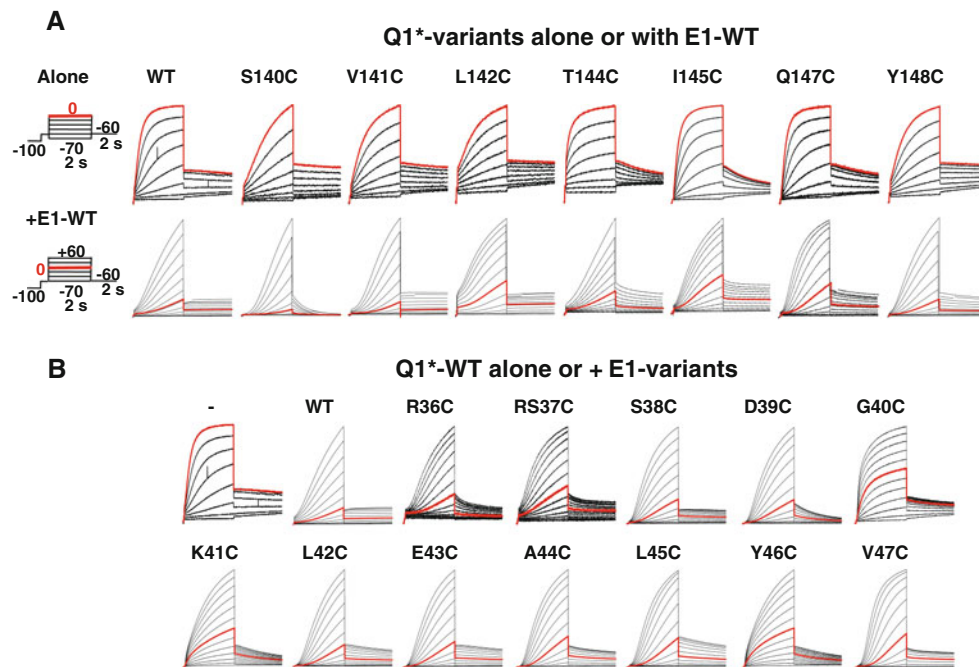 A
Q1*-variants alone or with E1-WT
Alone WT S140C V141C L142C T144C I145C Q147C Y148C
0
-60
-100 -70 2 s
2 s
+E1-WT
+60
0
-60
-100 -70 2 s
2 s
B
Q1*-WT alone or + E1-variants
- WT R36C RS37C S38C D39C G40C
K41C L42C E43C A44C L45C Y46C V47C